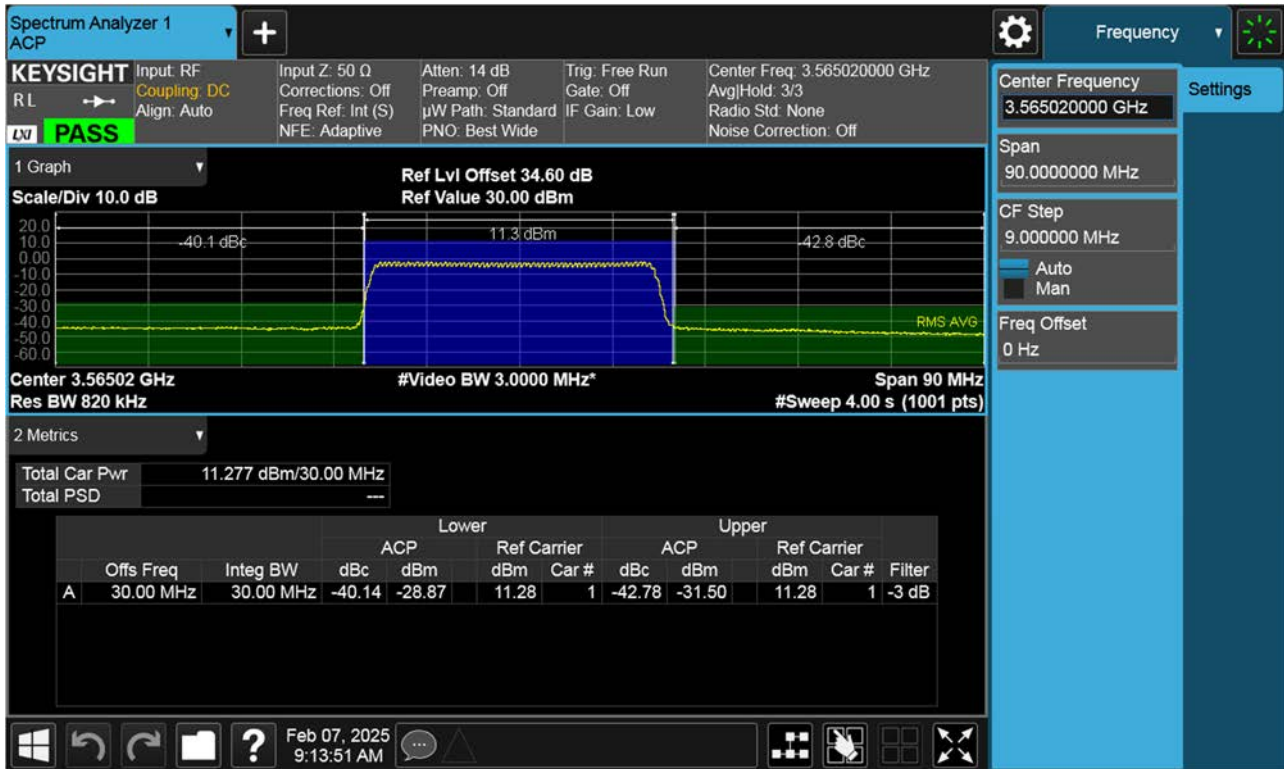 Spectrum Analyzer 1
ACP
+
Frequency
KEYSIGHT
RL
LXI PASS
Input: RF
Coupling: DC
Align: Auto
Input Z: 50 Ω
Corrections: Off
Freq Ref: Int (S)
NFE: Adaptive
Atten: 14 dB
Preamp: Off
µW Path: Standard
PNO: Best Wide
Trig: Free Run
Gate: Off
IF Gain: Low
Center Freq: 3.565020000 GHz
Avg|Hold: 3/3
Radio Std: None
Noise Correction: Off
Center Frequency
3.565020000 GHz
Settings
Span
90.0000000 MHz
CF Step
9.000000 MHz
Auto
Man
Freq Offset
0 Hz
1 Graph
Scale/Div 10.0 dB
Ref Lvl Offset 34.60 dB
Ref Value 30.00 dBm
20.0
10.0
0.00
-10.0
-20.0
-30.0
-40.0
-50.0
-60.0
-40.1 dBc
11.3 dBm
-42.8 dBc
RMS AVG
Center 3.56502 GHz
#Video BW 3.0000 MHz*
Span 90 MHz
Res BW 820 kHz
#Sweep 4.00 s (1001 pts)
2 Metrics
Total Car Pwr 11.277 dBm/30.00 MHz
Total PSD ---
Lower Upper
ACP Ref Carrier ACP Ref Carrier
Offs Freq Integ BW dBc dBm dBm Car # dBc dBm dBm Car # Filter
A 30.00 MHz 30.00 MHz -40.14 -28.87 11.28 1 -42.78 -31.50 11.28 1 -3 dB
?
Feb 07, 2025
9:13:51 AM